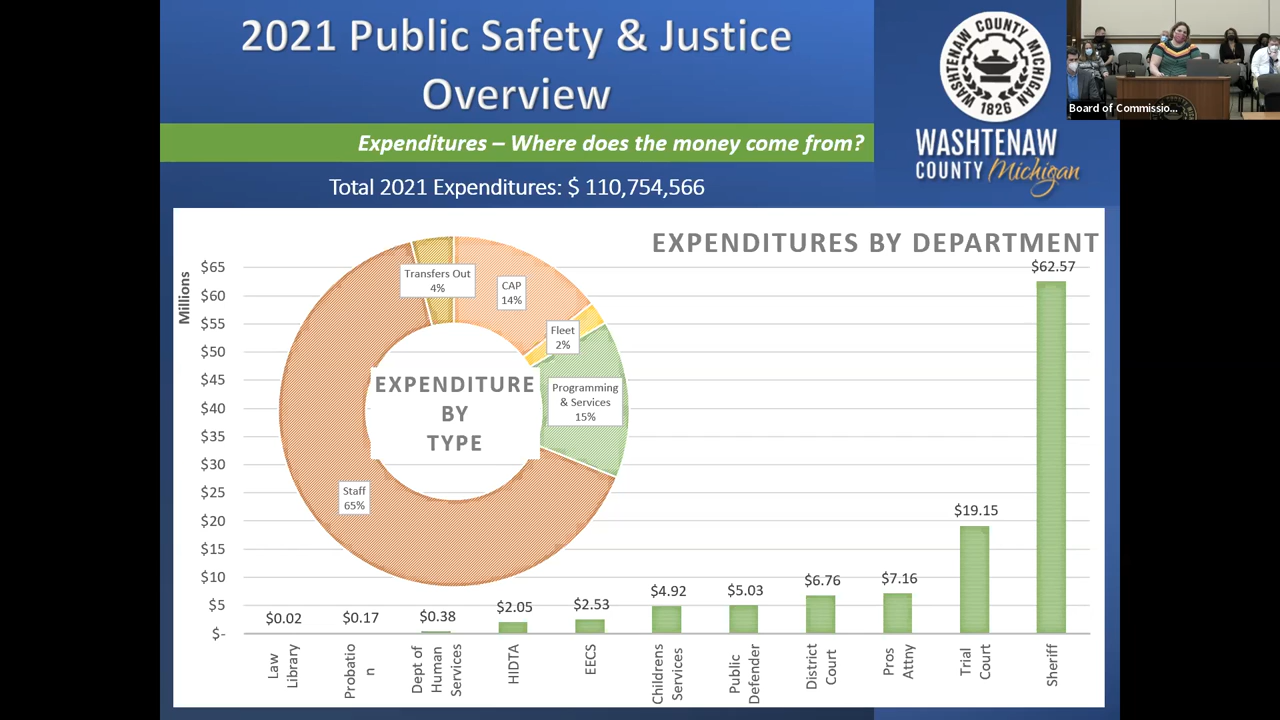 2021 Public Safety & Justice
Overview
Expenditures – Where does the money come from?
Total 2021 Expenditures: $ 110,754,566
WASHTENAW COUNTY MICHIGAN
1826
WASHTENAW
COUNTY Michigan
Board of Commissio...
EXPENDITURES BY DEPARTMENT
Millions
$65
$60
$55
$50
$45
$40
$35
$30
$25
$20
$15
$10
$5
$-
Transfers Out
4%
CAP
14%
Fleet
2%
Programming
& Services
15%
Staff
65%
EXPENDITURE
BY
TYPE
$0.02
$0.17
$0.38
$2.05
$2.53
$4.92
$5.03
$6.76
$7.16
$19.15
$62.57
Law
Library
Probatio
n
Dept of
Human
Services
HIDTA
EECS
Childrens
Services
Public
Defender
District
Court
Pros
Attny
Trial
Court
Sheriff